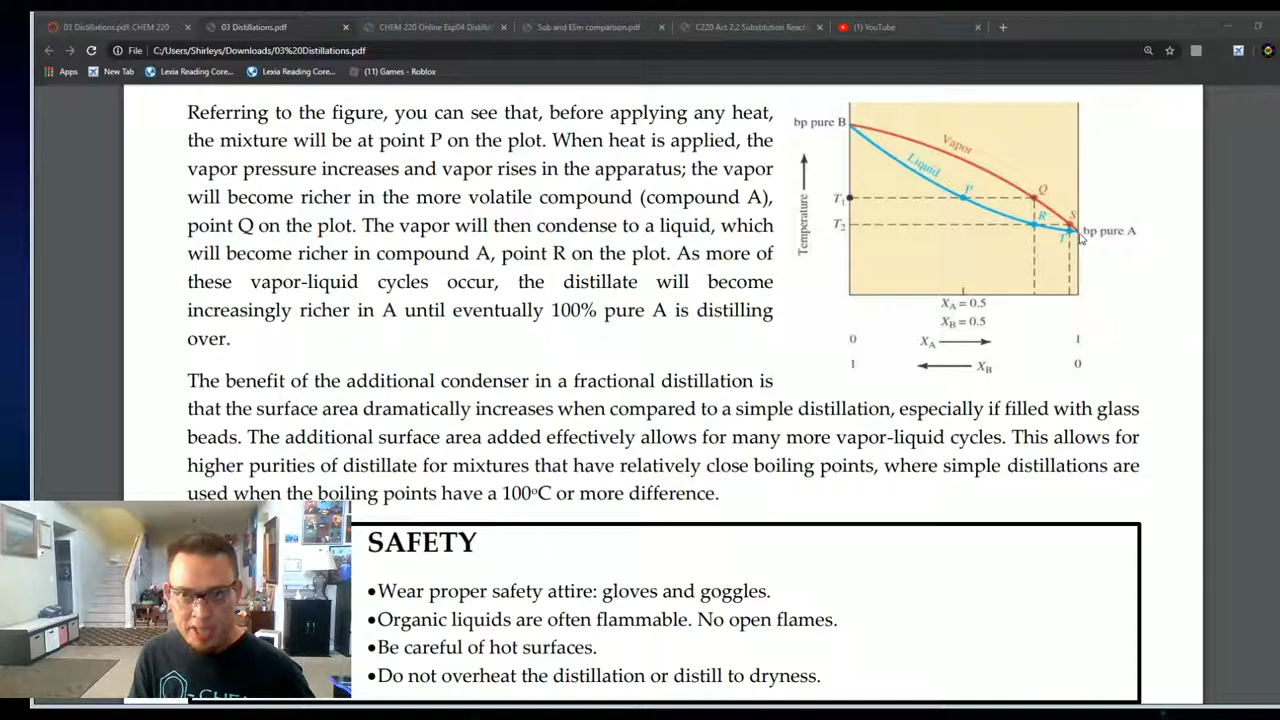 03 Distillations.pdf: CHEM 220
03 Distillations.pdf
CHEM 220 Online Exp04 Distillat
Sub and Elim comparison.pdf
C220 Act 2.2 Substitution React
(1) YouTube
File
C:/Users/Shirleys/Downloads/03%20Distillations.pdf
Apps
New Tab
Lexia Reading Core...
Lexia Reading Core...
(11) Games - Roblox
Referring to the figure, you can see that, before applying any heat,
the mixture will be at point P on the plot. When heat is applied, the
vapor pressure increases and vapor rises in the apparatus; the vapor
will become richer in the more volatile compound (compound A),
point Q on the plot. The vapor will then condense to a liquid, which
will become richer in compound A, point R on the plot. As more of
these vapor-liquid cycles occur, the distillate will become
increasingly richer in A until eventually 100% pure A is distilling
over.
bp pure B
Vapor
Liquid
P
Q
T₁
R
S
T₂
T
bp pure A
Temperature
X_A = 0.5
X_B = 0.5
0 X_A 1
1 X_B 0
The benefit of the additional condenser in a fractional distillation is
that the surface area dramatically increases when compared to a simple distillation, especially if filled with glass
beads. The additional surface area added effectively allows for many more vapor-liquid cycles. This allows for
higher purities of distillate for mixtures that have relatively close boiling points, where simple distillations are
used when the boiling points have a 100°C or more difference.
SAFETY
•Wear proper safety attire: gloves and goggles.
•Organic liquids are often flammable. No open flames.
•Be careful of hot surfaces.
•Do not overheat the distillation or distill to dryness.
O-CHEM